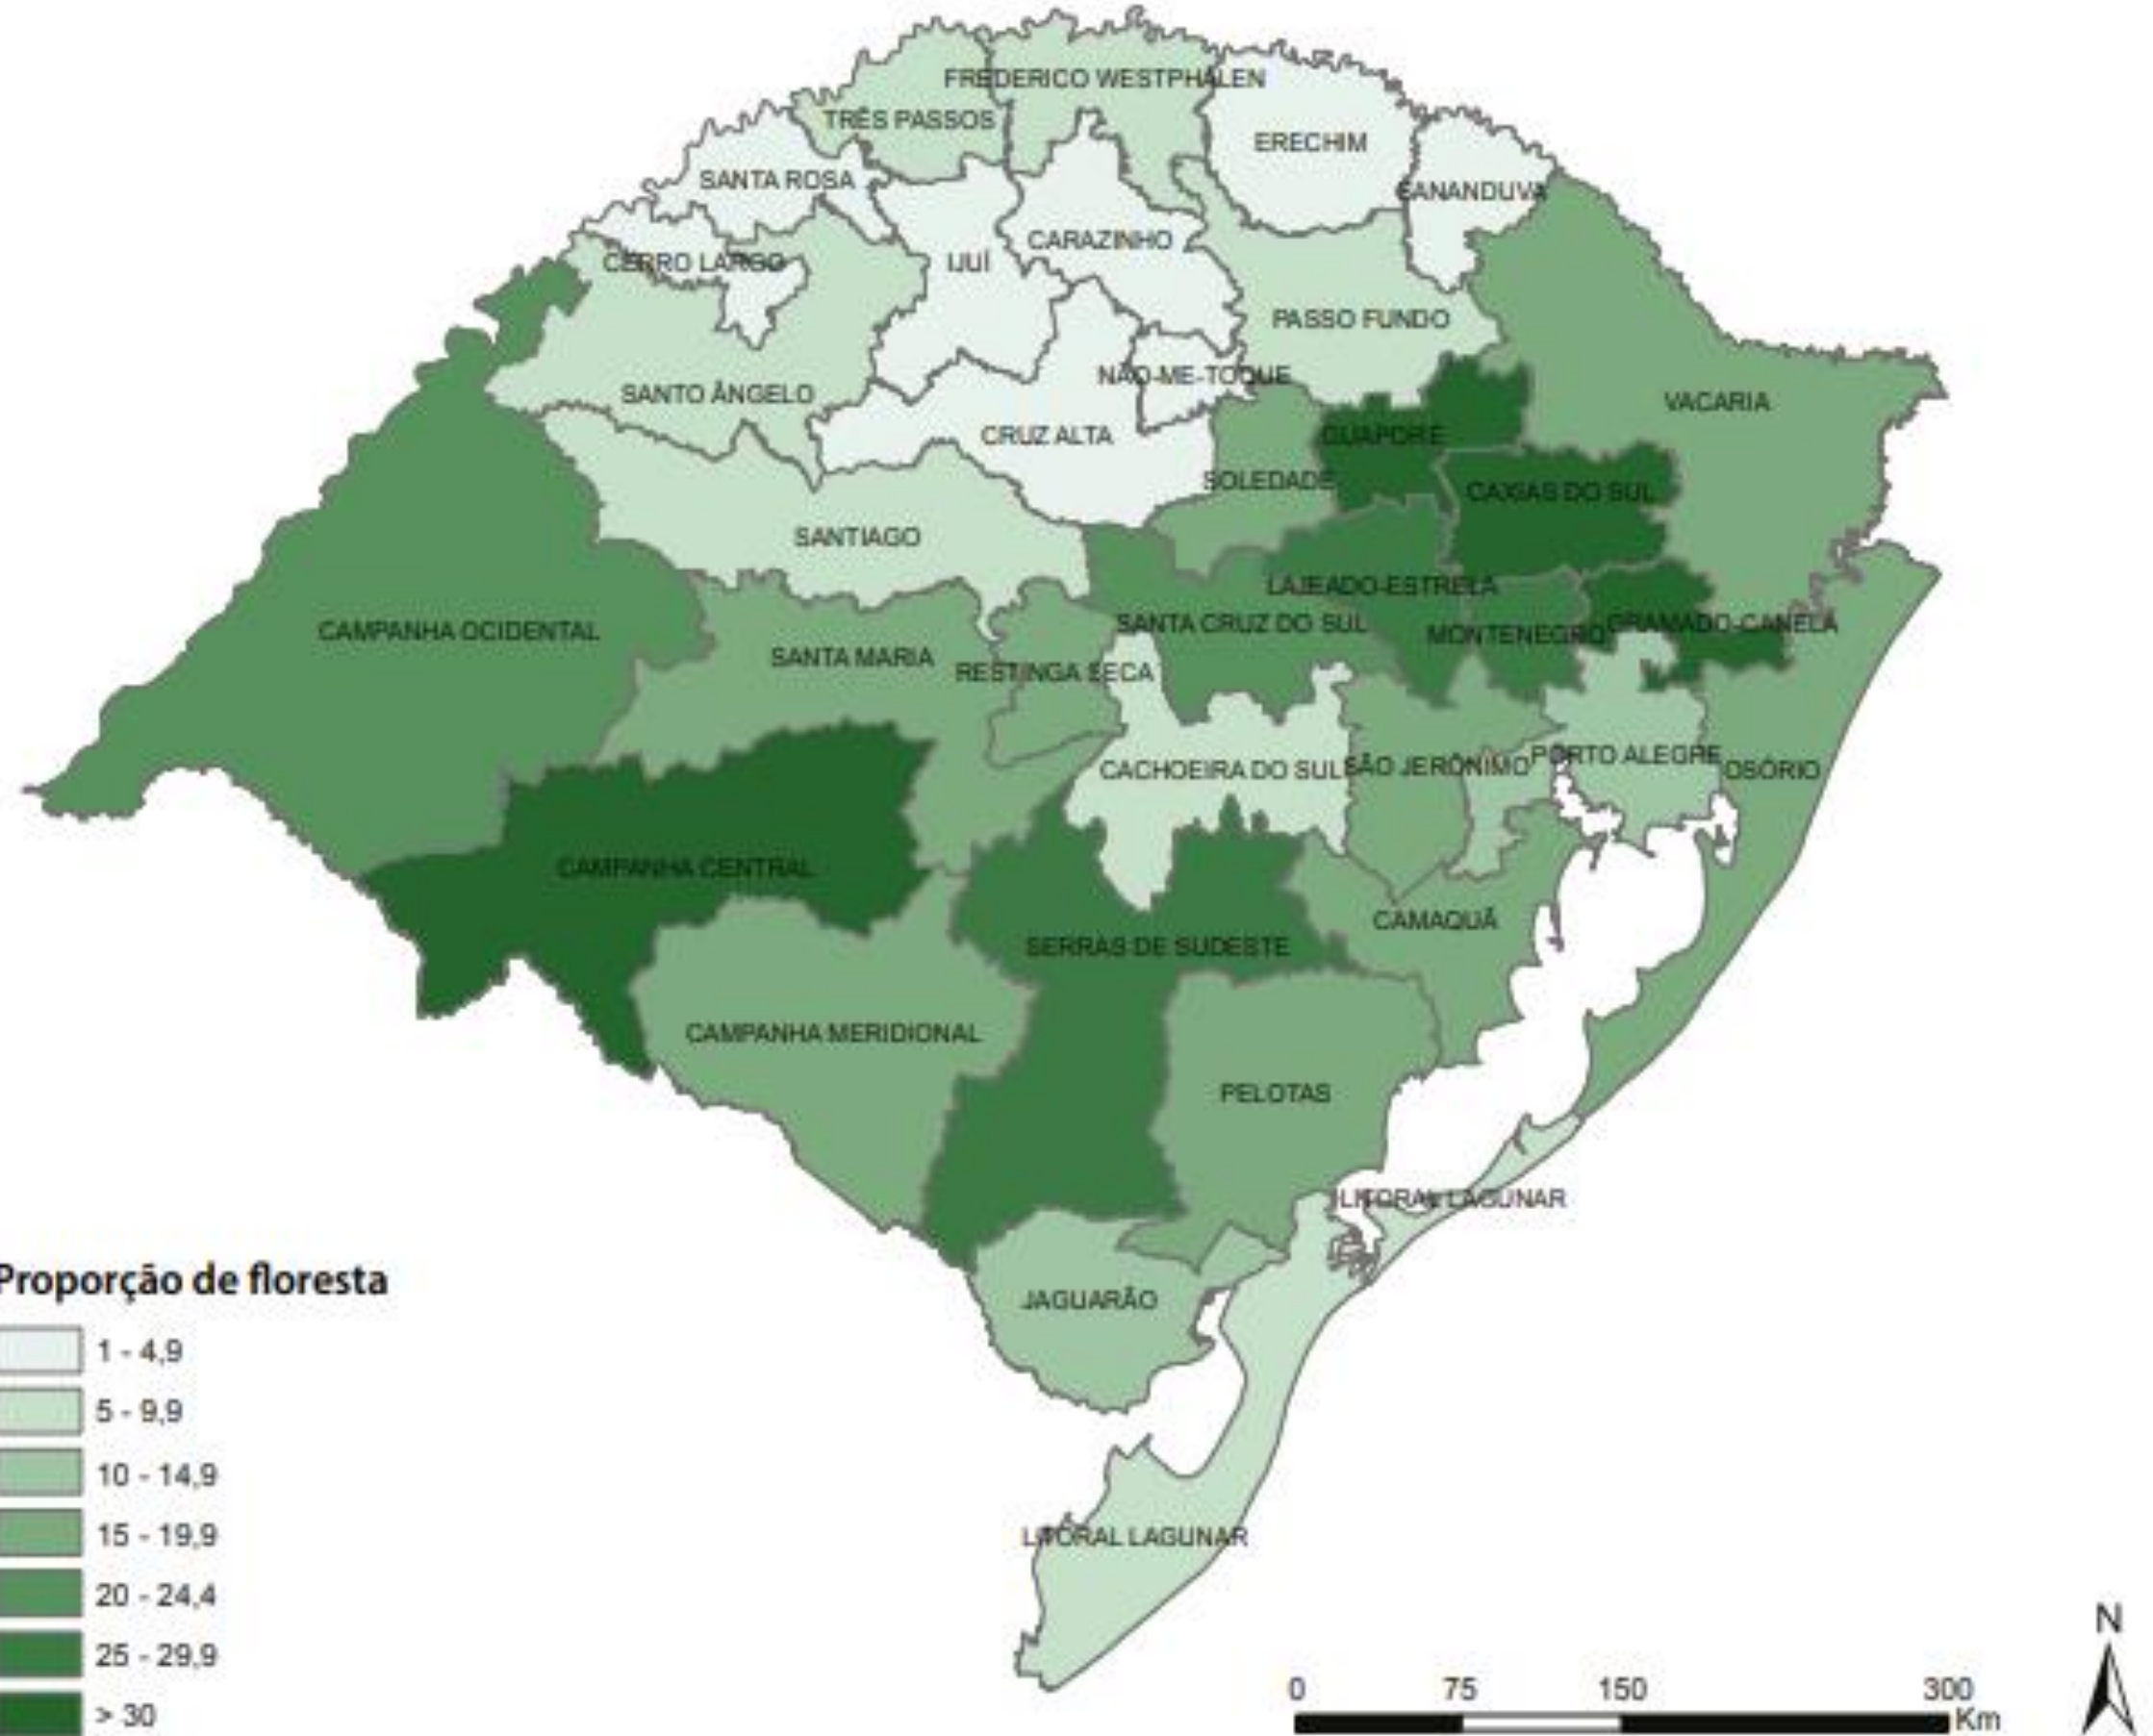 FREDERICO WESTPHALEN
TRÊS PASSOS
ERECHIM
SANTA ROSA
SANANDUVA
CARAZINHO
CERRO LARGO
IJUÍ
PASSO FUNDO
NÃO-ME-TOQUE
SANTO ÂNGELO
VACARIA
CRUZ ALTA
GUAPORÉ
SOLEDADE
CAXIAS DO SUL
SANTIAGO
LAJEADO-ESTRELA
SANTA CRUZ DO SUL
GRAMADO-CANELA
CAMPANHA OCIDENTAL
MONTENEGRO
SANTA MARIA
RESTINGA SECA
PORTO ALEGRE
CACHOEIRA DO SUL
SÃO JERÔNIMO
OSÓRIO
CAMPANHA CENTRAL
CAMAQUÃ
SERRAS DE SUDESTE
CAMPANHA MERIDIONAL
PELOTAS
LITORAL LAGUNAR
JAGUARÃO
LITORAL LAGUNAR
Proporção de floresta
1 - 4,9
5 - 9,9
10 - 14,9
15 - 19,9
20 - 24,4
25 - 29,9
> 30
N
0 75 150 300
Km